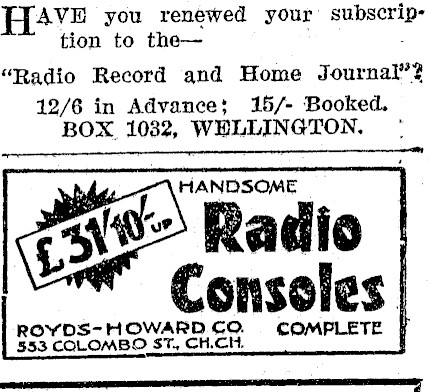 HAVE you renewed your subscrip-
tion to the—
“Radio Record and Home Journal”?
12/6 in Advance; 15/- Booked.
BOX 1032, WELLINGTON.
HANDSOME
£31'10'- UP
Radio
Consoles
ROYDS-HOWARD CO. COMPLETE
553 COLOMBO ST., CH.CH.